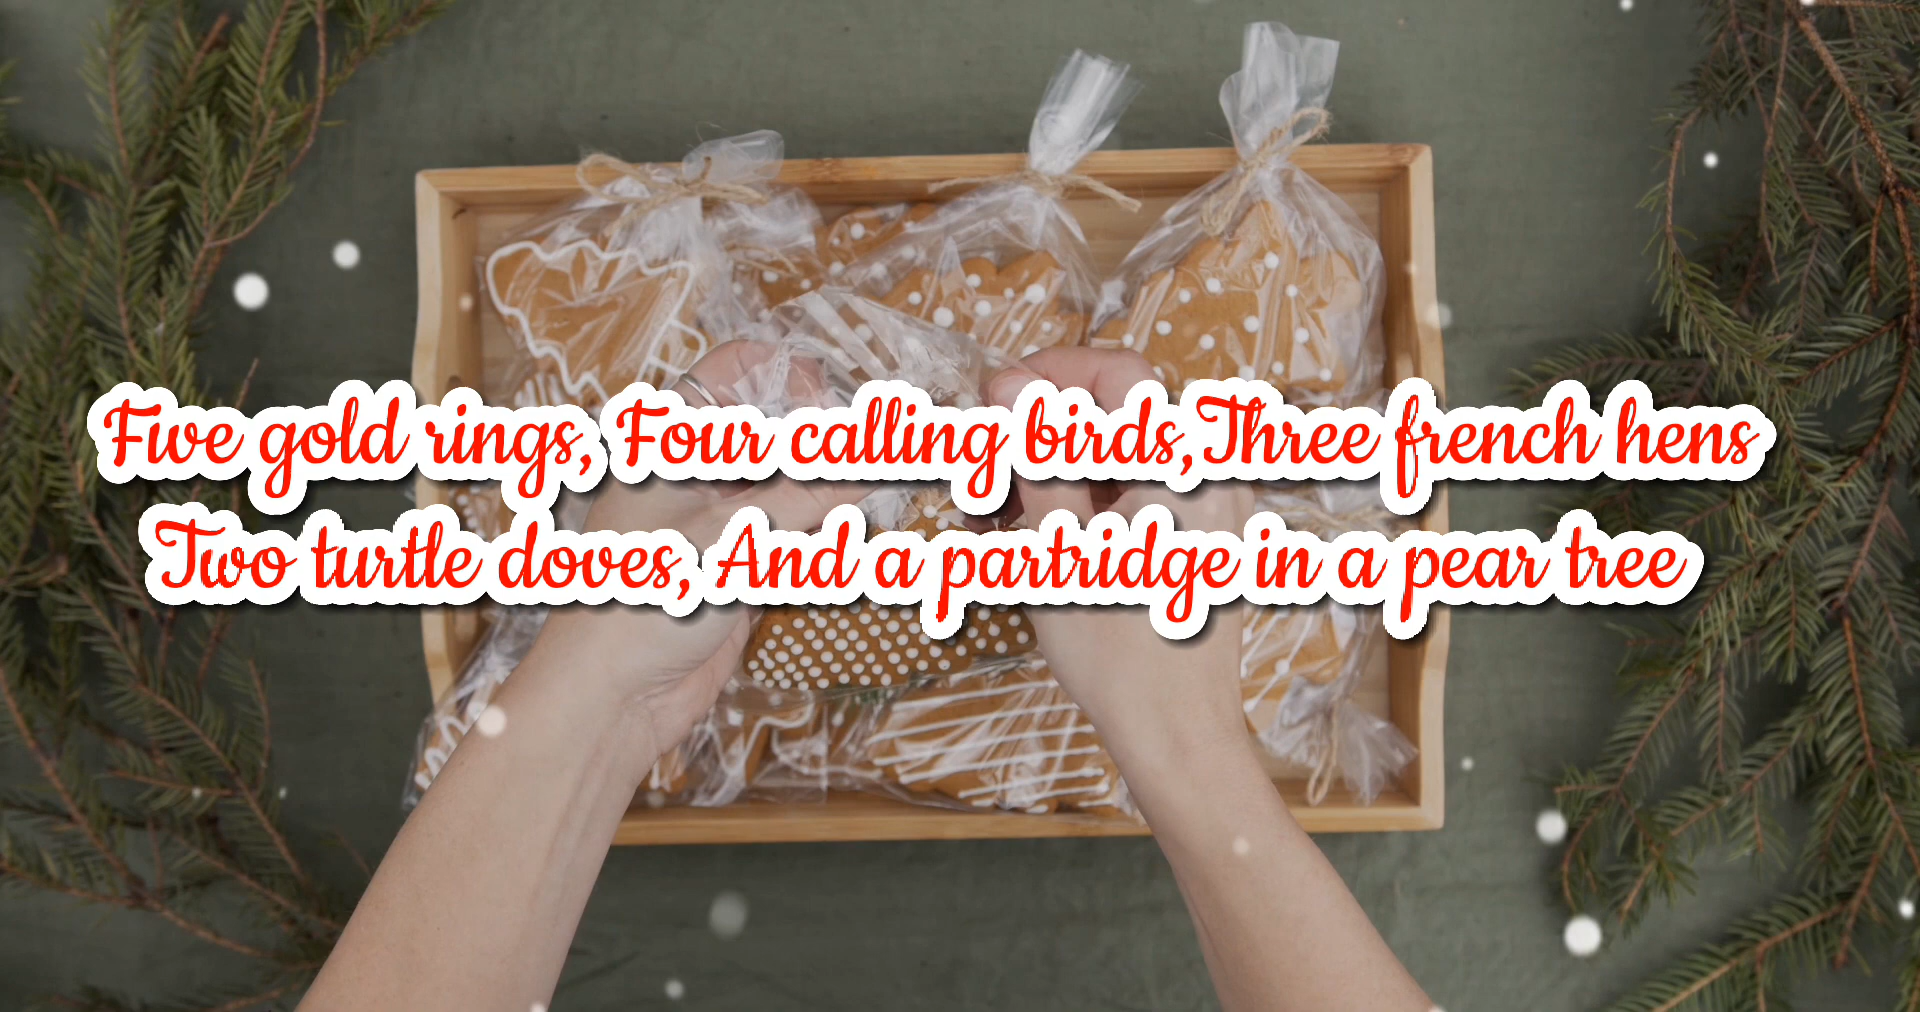 Five gold rings, Four calling birds,Three french hens
Two turtle doves, And a partridge in a pear tree